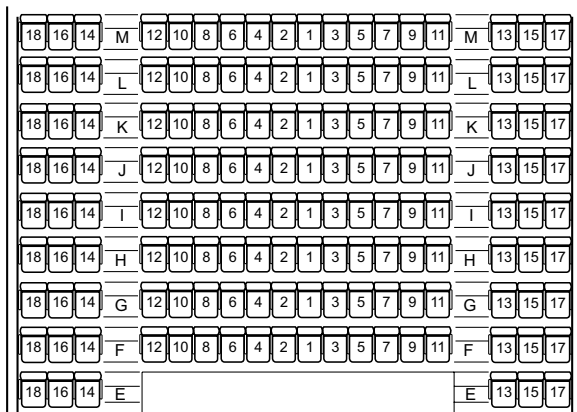 18 16 14 M 12 10 8 6 4 2 1 3 5 7 9 11 M 13 15 17
18 16 14 L 12 10 8 6 4 2 1 3 5 7 9 11 L 13 15 17
18 16 14 K 12 10 8 6 4 2 1 3 5 7 9 11 K 13 15 17
18 16 14 J 12 10 8 6 4 2 1 3 5 7 9 11 J 13 15 17
18 16 14 I 12 10 8 6 4 2 1 3 5 7 9 11 I 13 15 17
18 16 14 H 12 10 8 6 4 2 1 3 5 7 9 11 H 13 15 17
18 16 14 G 12 10 8 6 4 2 1 3 5 7 9 11 G 13 15 17
18 16 14 F 12 10 8 6 4 2 1 3 5 7 9 11 F 13 15 17
18 16 14 E E 13 15 17